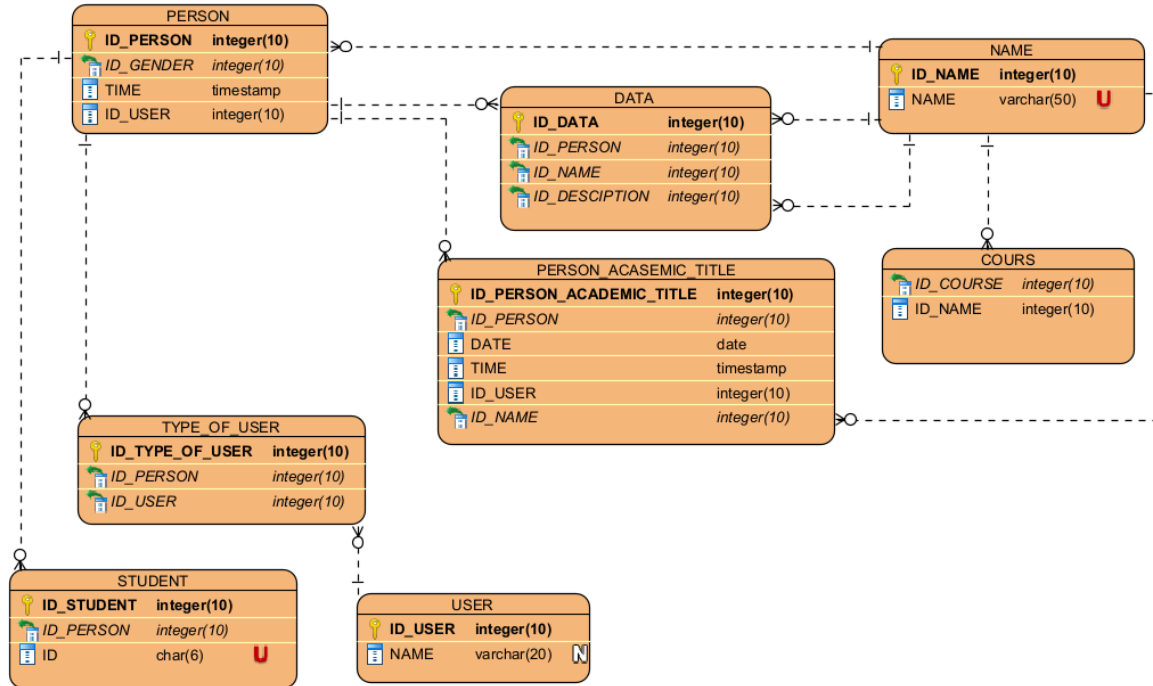 PERSON
ID_PERSON integer(10)
ID_GENDER integer(10)
TIME timestamp
ID_USER integer(10)
NAME
ID_NAME integer(10)
NAME varchar(50) U
DATA
ID_DATA integer(10)
ID_PERSON integer(10)
ID_NAME integer(10)
ID_DESCIPTION integer(10)
COURS
ID_COURSE integer(10)
ID_NAME integer(10)
PERSON_ACASEMIC_TITLE
ID_PERSON_ACADEMIC_TITLE integer(10)
ID_PERSON integer(10)
DATE date
TIME timestamp
ID_USER integer(10)
ID_NAME integer(10)
TYPE_OF_USER
ID_TYPE_OF_USER integer(10)
ID_PERSON integer(10)
ID_USER integer(10)
STUDENT
ID_STUDENT integer(10)
ID_PERSON integer(10)
ID char(6) U
USER
ID_USER integer(10)
NAME varchar(20) N